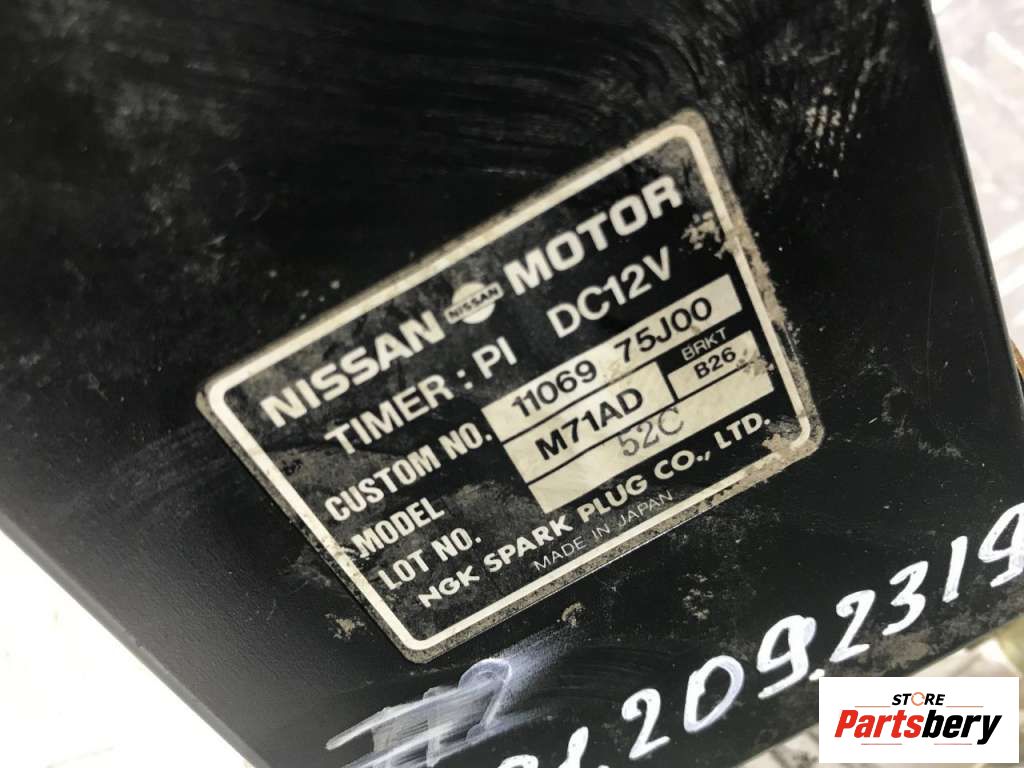 NISSAN NISSAN MOTOR
TIMER : PI DC12V
CUSTOM NO. 11069 75J00
MODEL M71AD BRKT B26
LOT NO. 52C
NGK SPARK PLUG CO., LTD.
MADE IN JAPAN
209.2319
STORE
Partsbery